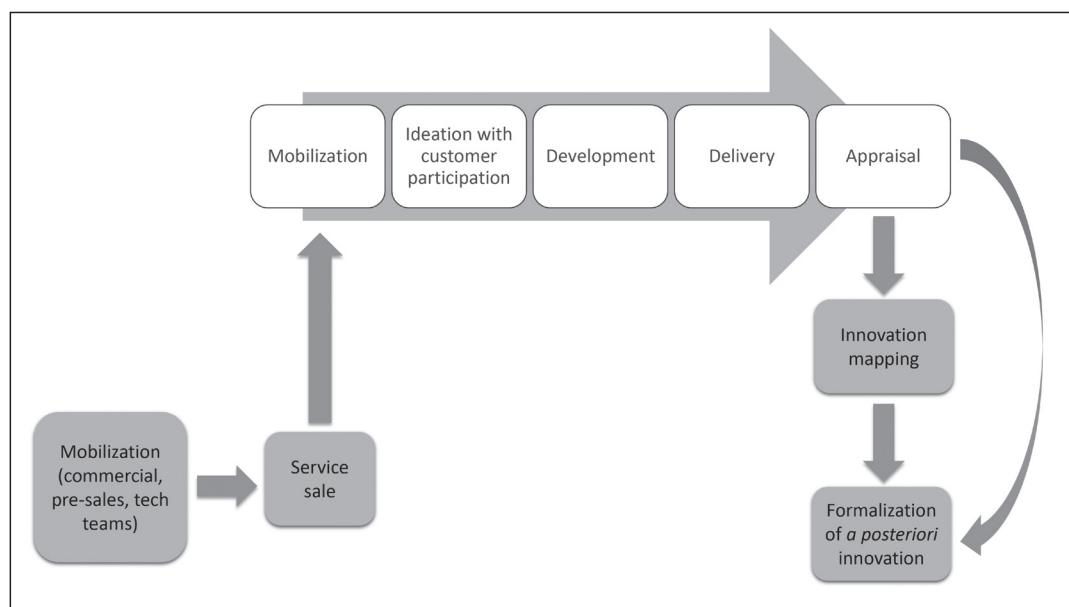 Mobilization
Ideation with
customer
participation
Development
Delivery
Appraisal
Innovation
mapping
Mobilization
(commercial,
pre-sales, tech
teams)
Service
sale
Formalization
of a posteriori
innovation